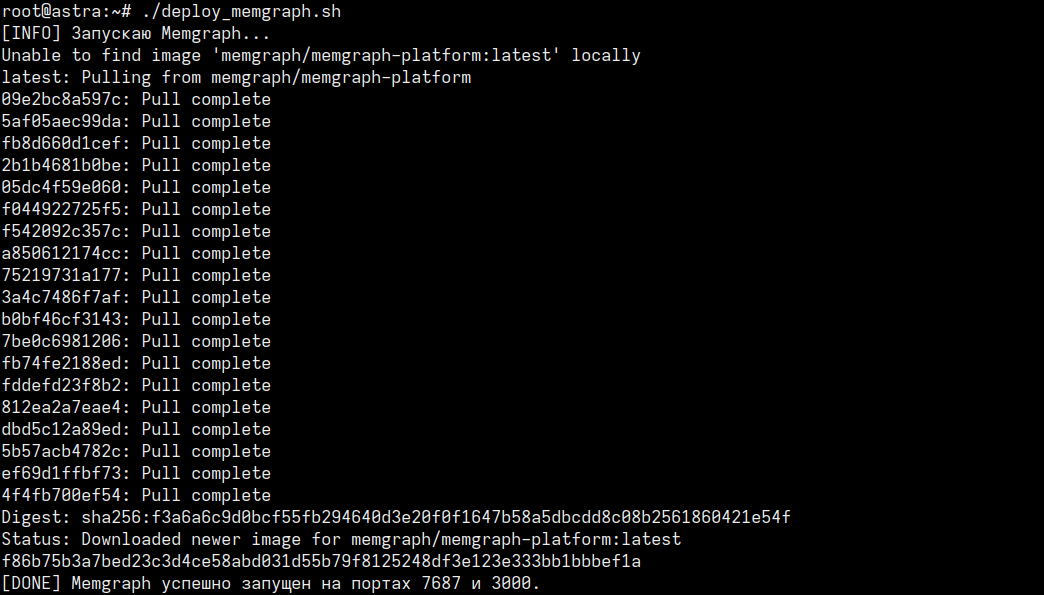 root@astra:~# ./deploy_memgraph.sh
[INFO] Запускаю Memgraph...
Unable to find image 'memgraph/memgraph-platform:latest' locally
latest: Pulling from memgraph/memgraph-platform
09e2bc8a597c: Pull complete
5af05aec99da: Pull complete
fb8d660d1cef: Pull complete
2b1b4681b0be: Pull complete
05dc4f59e060: Pull complete
f044922725f5: Pull complete
f542092c357c: Pull complete
a850612174cc: Pull complete
75219731a177: Pull complete
3a4c7486f7af: Pull complete
b0bf46cf3143: Pull complete
7be0c6981206: Pull complete
fb74fe2188ed: Pull complete
fddefd23f8b2: Pull complete
812ea2a7eae4: Pull complete
dbd5c12a89ed: Pull complete
5b57acb4782c: Pull complete
ef69d1ffbf73: Pull complete
4f4fb700ef54: Pull complete
Digest: sha256:f3a6a6c9d0bcf55fb294640d3e20f0f1647b58a5dbcdd8c08b2561860421e54f
Status: Downloaded newer image for memgraph/memgraph-platform:latest
f86b75b3a7bed23c3d4ce58abd031d55b79f8125248df3e123e333bb1bbbef1a
[DONE] Memgraph успешно запущен на портах 7687 и 3000.